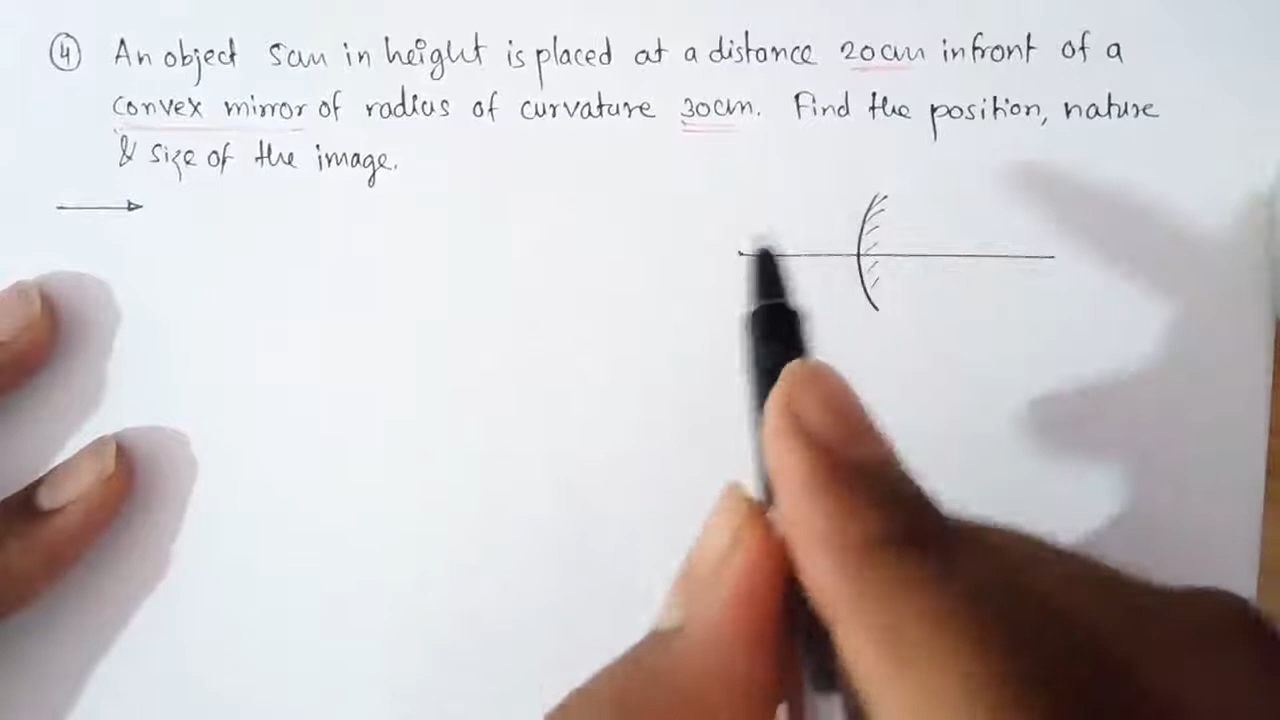 ④ An object 5cm in height is placed at a distance 20cm infront of a
convex mirror of radius of curvature 30cm. Find the position, nature
& size of the image.